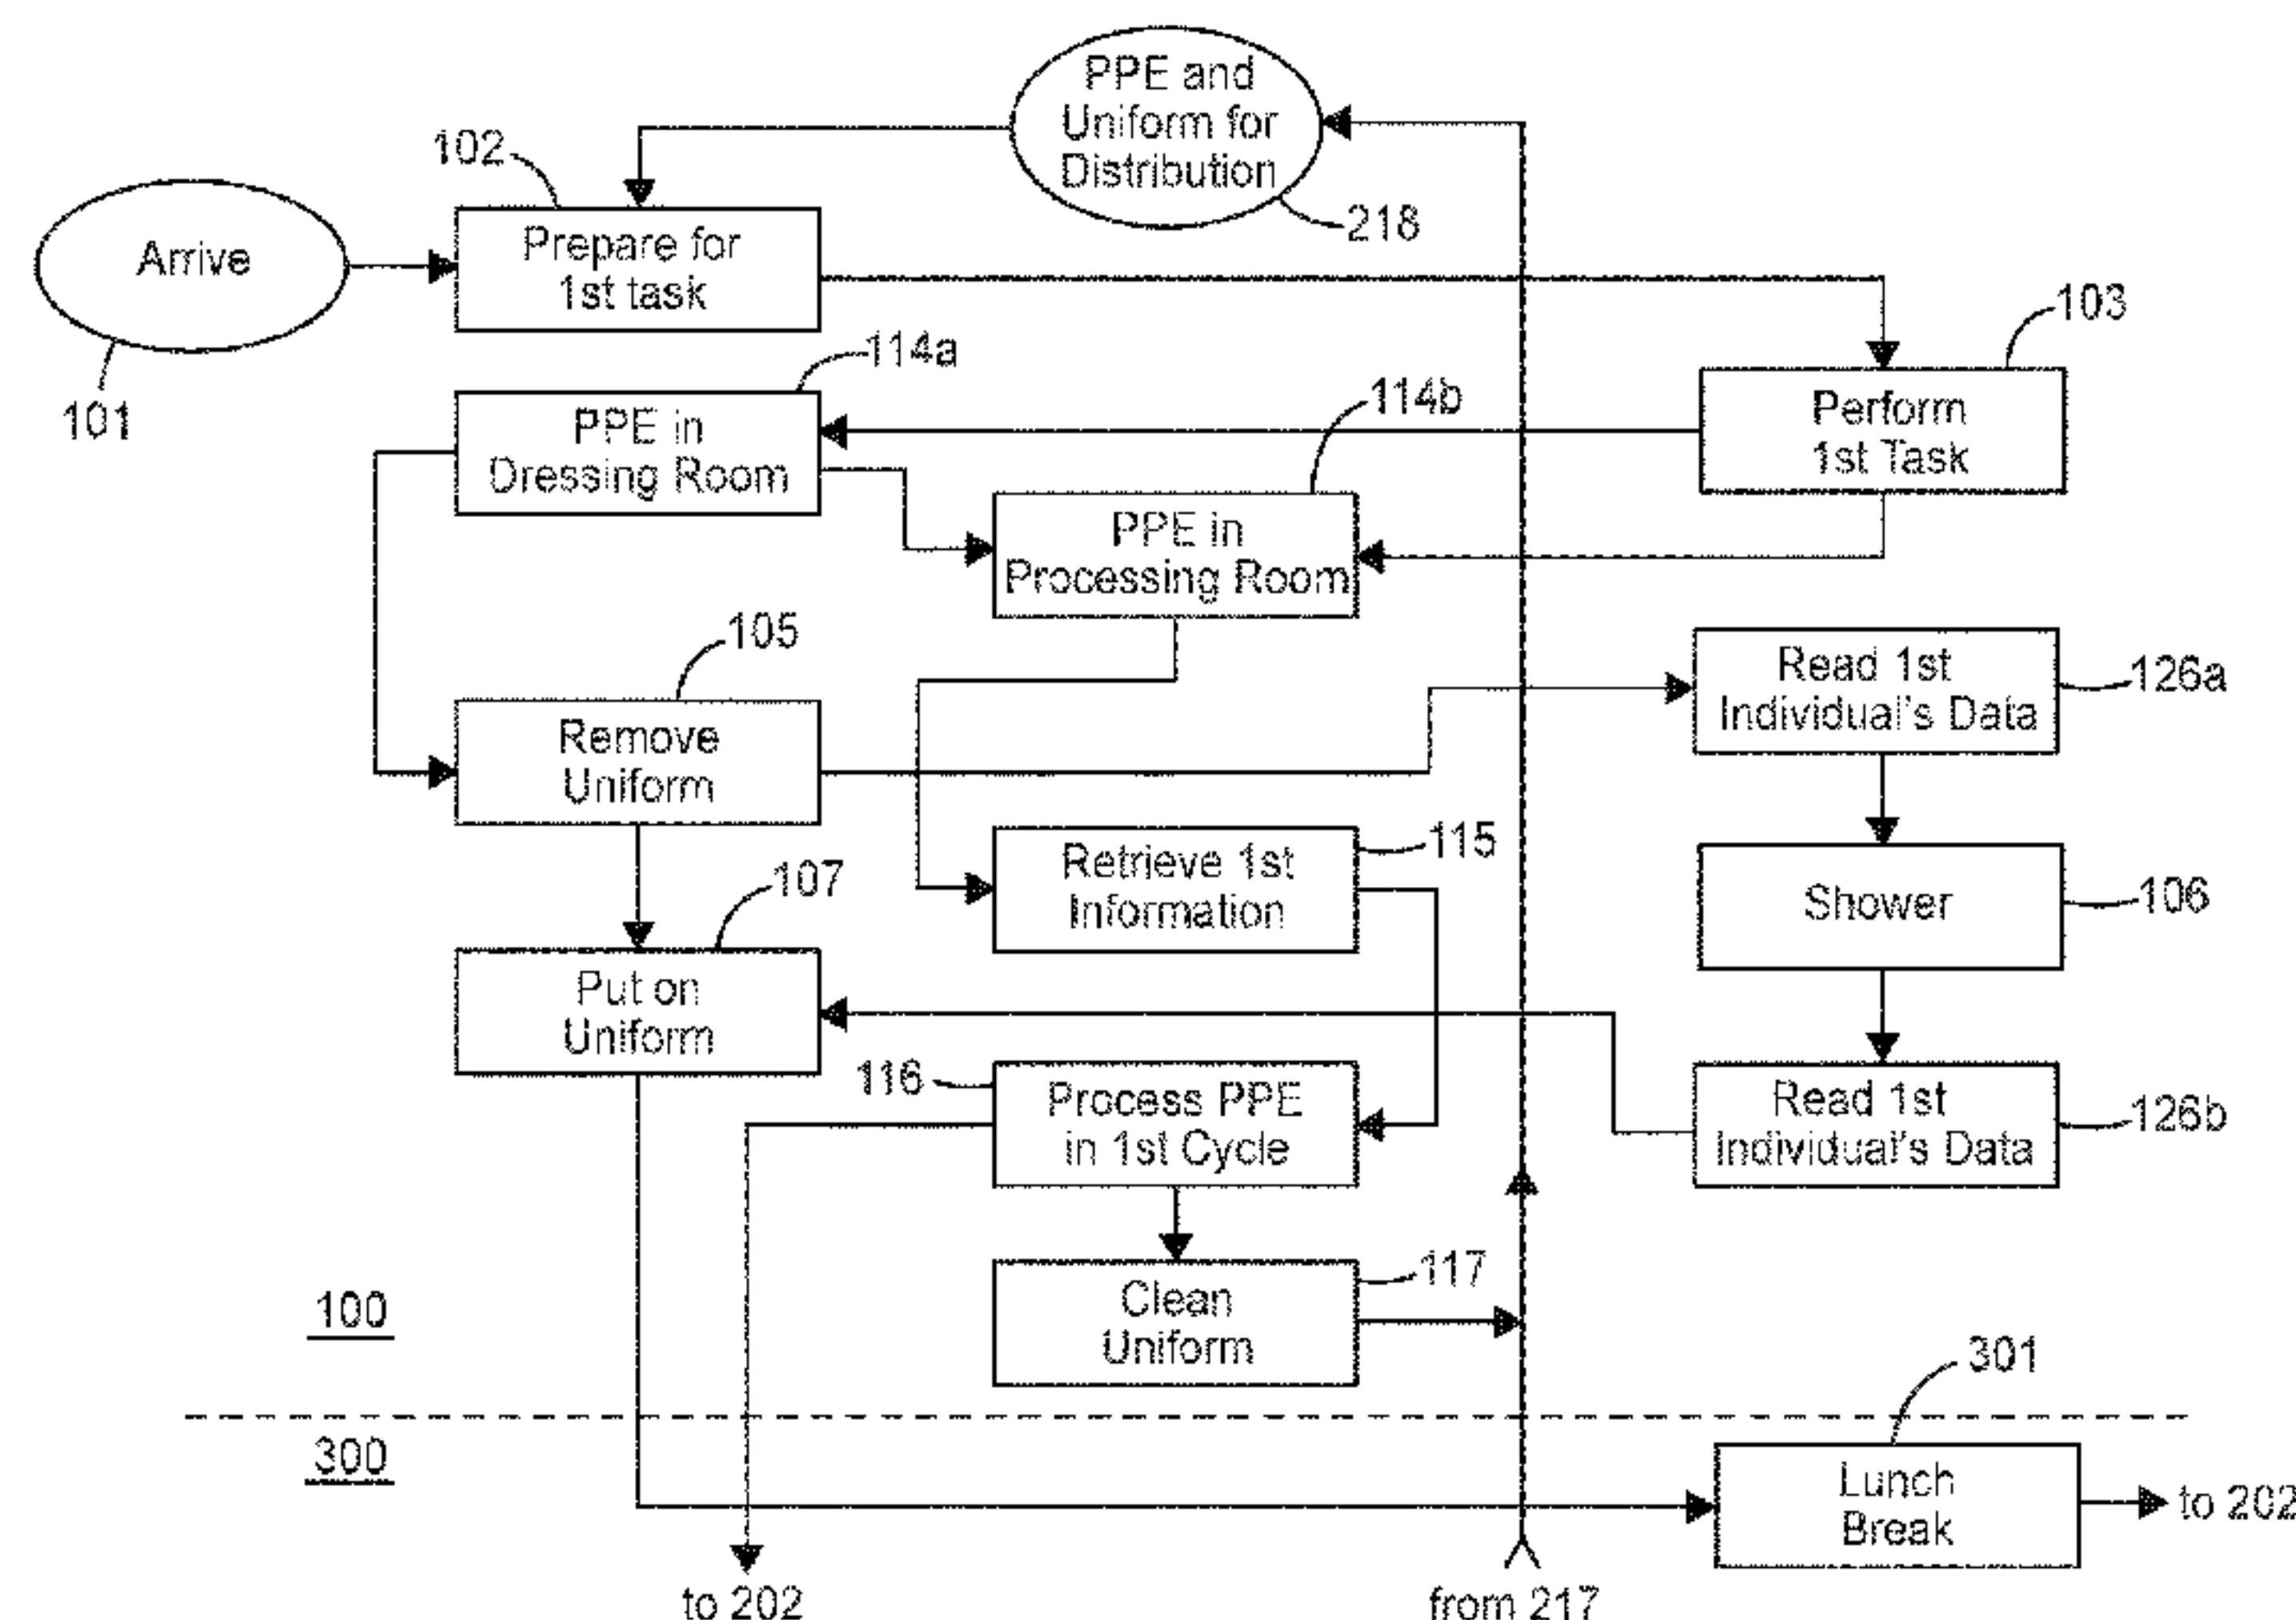 PPE and
Uniform for
Distribution
218
102
Arrive
101
Prepare for
1st task
103
Perform
1st Task
114a
PPE in
Dressing Room
114b
PPE in
Processing Room
105
Remove
Uniform
Read 1st
Individual's Data
126a
107
Put on
Uniform
Retrieve 1st
Information
115
Shower
106
116
Process PPE
in 1st Cycle
Read 1st
Individual's Data
126b
Clean
Uniform
117
100
300
301
Lunch
Break
to 202
to 202
from 217